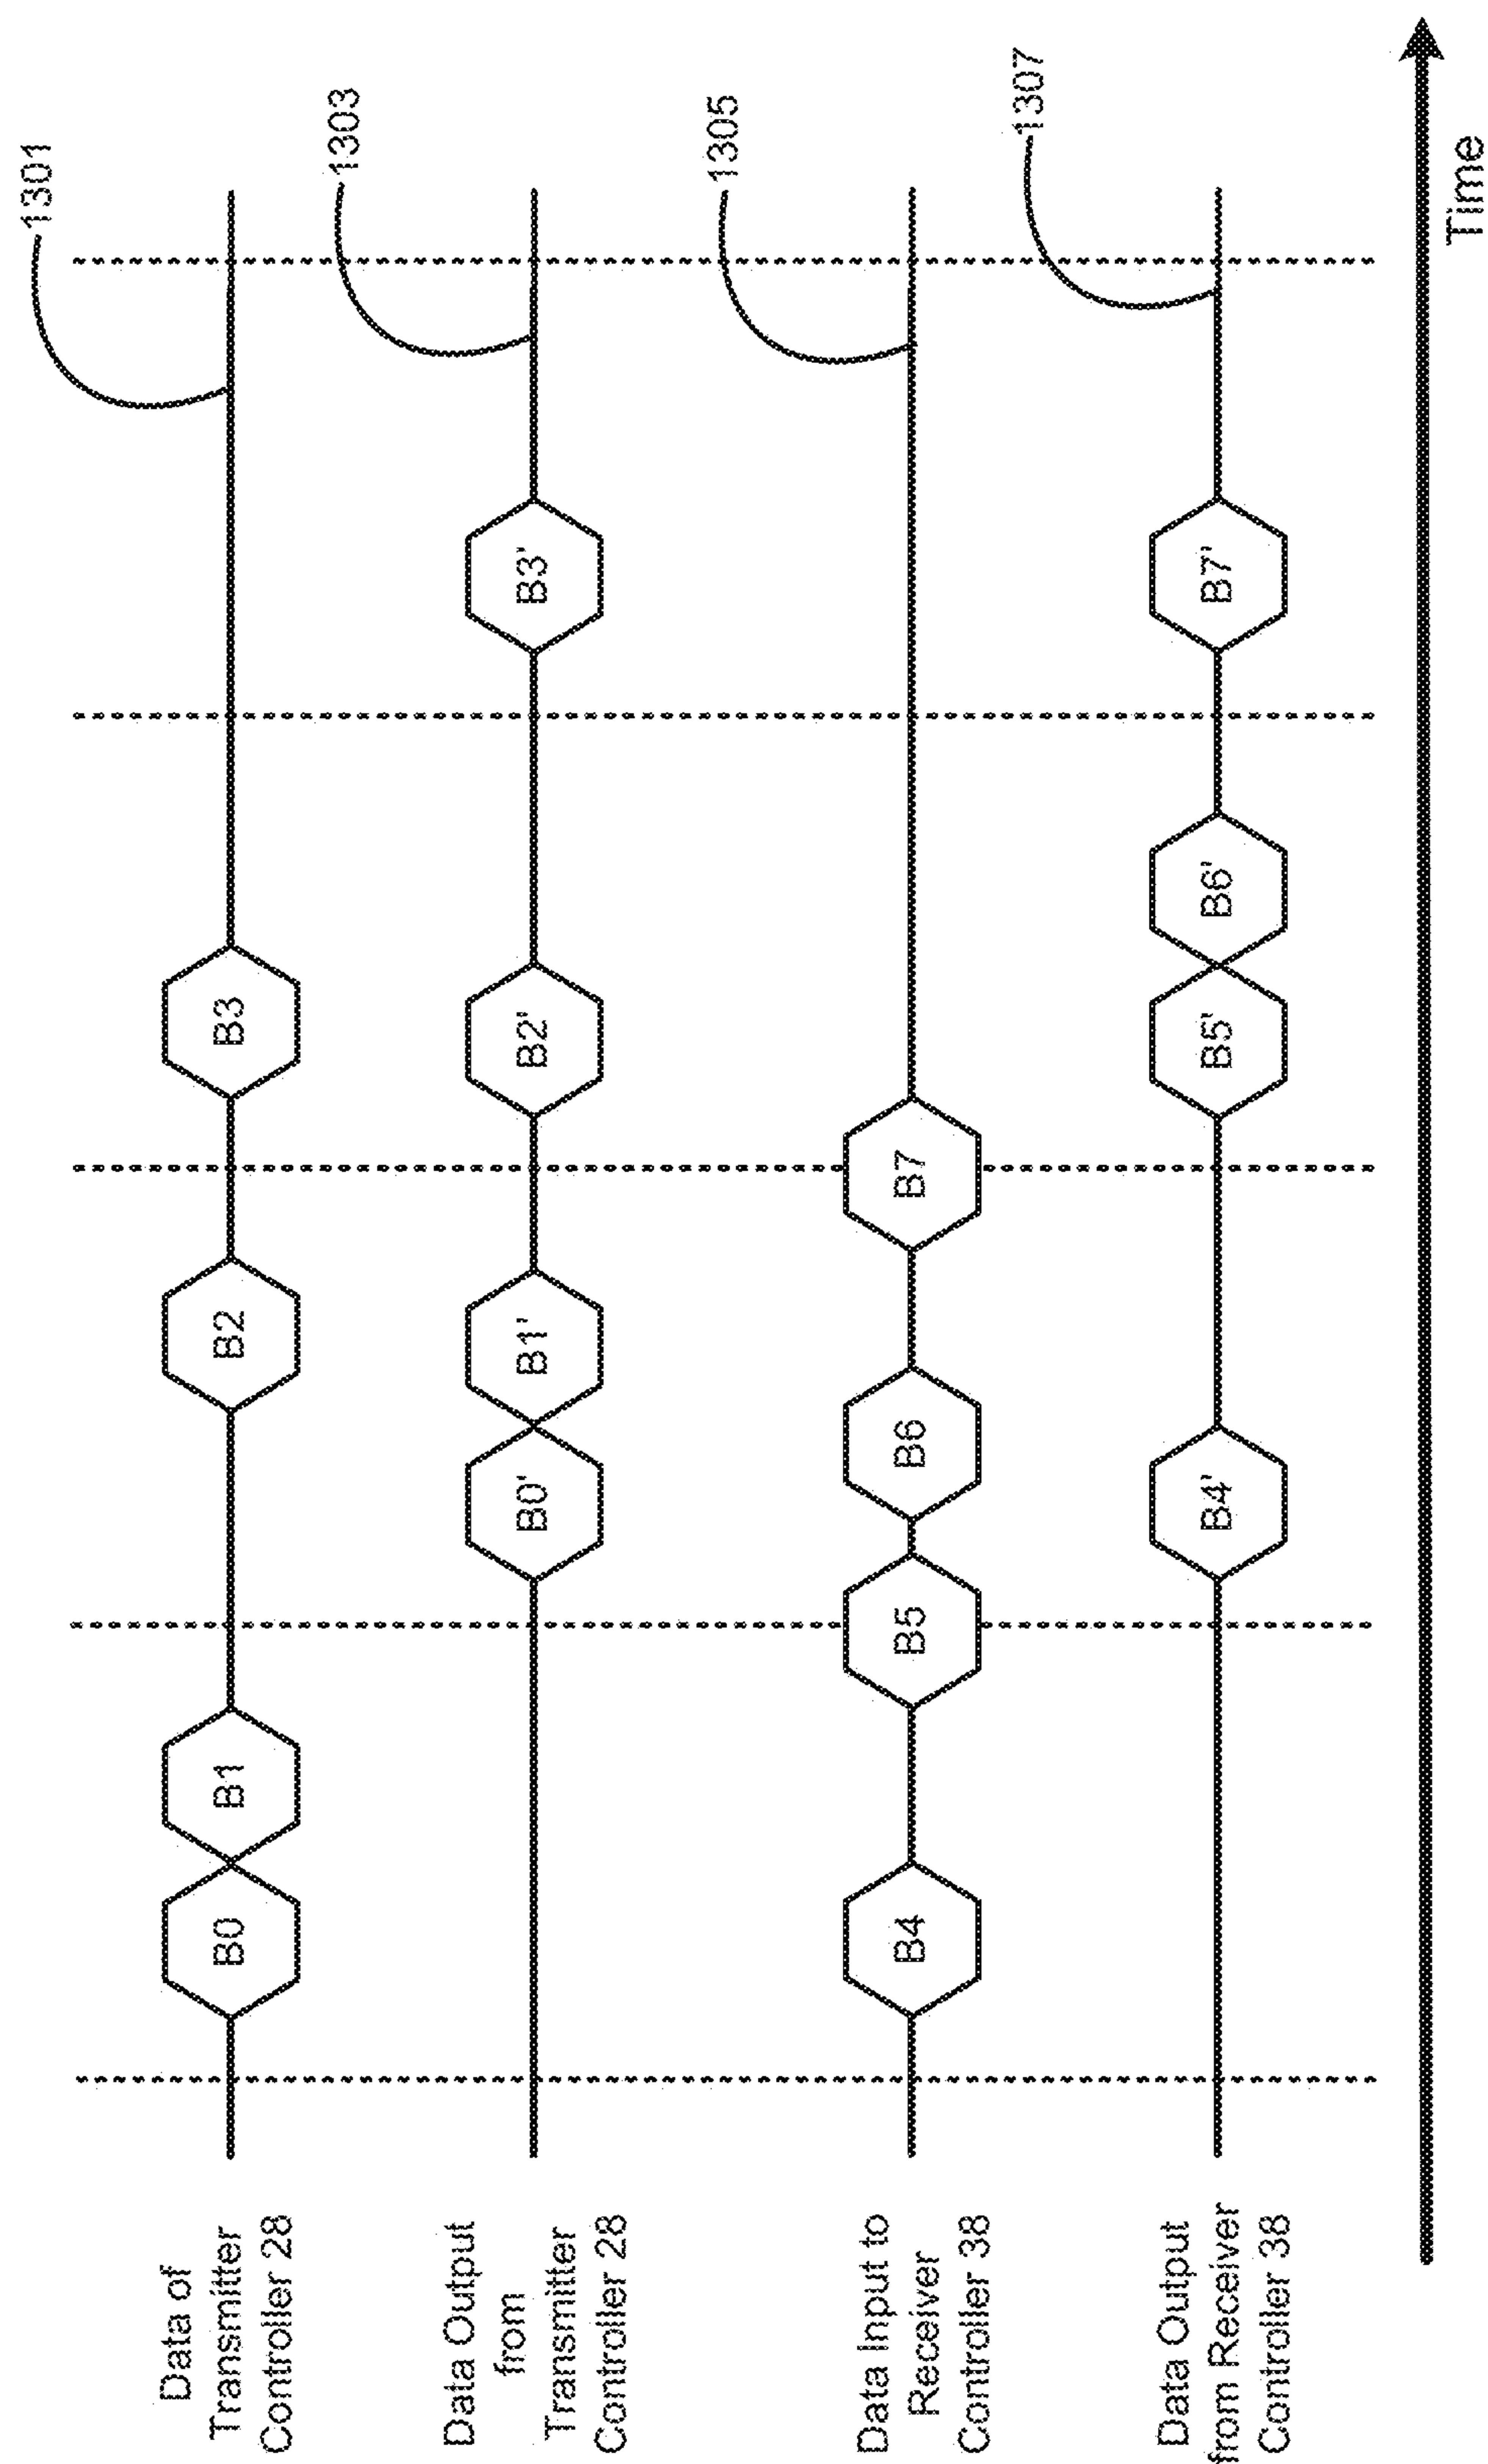 Data of
Transmitter
Controller 28
B0
B1
B2
B3
1301
Data Output
from
Transmitter
Controller 28
B0'
B1'
B2'
B3'
1303
Data Input to
Receiver
Controller 38
B4
B5
B6
B7
1305
Data Output
from Receiver
Controller 38
B4'
B5'
B6'
B7'
1307
Time